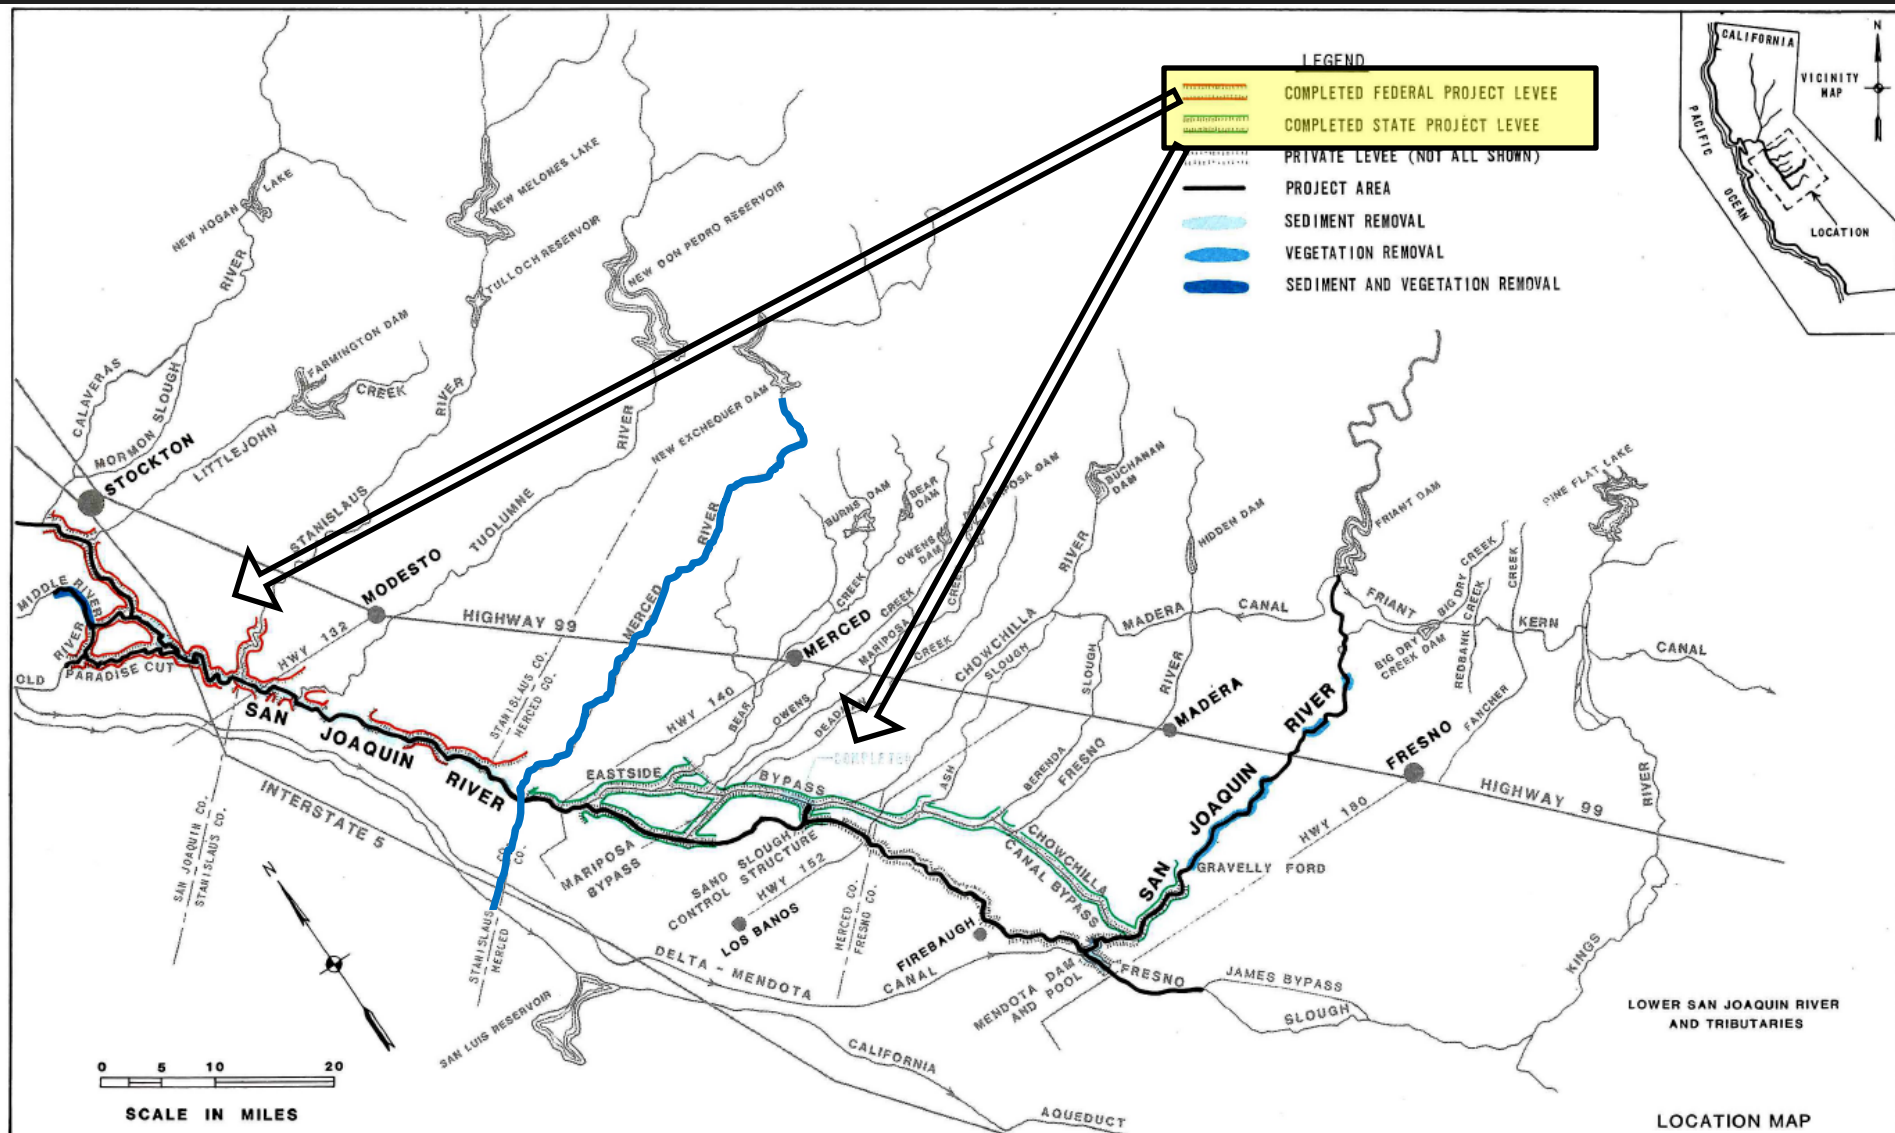 LEGEND
COMPLETED FEDERAL PROJECT LEVEE
COMPLETED STATE PROJECT LEVEE
PRIVATE LEVEE (NOT ALL SHOWN)
PROJECT AREA
SEDIMENT REMOVAL
VEGETATION REMOVAL
SEDIMENT AND VEGETATION REMOVAL
CALIFORNIA
N
VICINITY
MAP
PACIFIC
OCEAN
LOCATION
NEW HOGAN
LAKE
RIVER
NEW MELONES LAKE
TULLOCH RESERVOIR
NEW DON PEDRO RESERVOIR
CALAVERAS
MORMON SLOUGH
FARMINGTON DAM
LITTLEJOHN
CREEK
STOCKTON
STANISLAUS
RIVER
TUOLUMNE
RIVER
NEW EXCHEQUER DAM
MERCED
RIVER
MODESTO
HIGHWAY 99
MERCED
BURNS DAM
BEAR
DAM
OWENS
DAM
MARIPOSA DAM
BUCHANAN
DAM
HIDDEN DAM
FRIANT DAM
PINE FLAT LAKE
MIDDLE RIVER
OLD
RIVER
PARADISE CUT
HWY 132
SAN
JOAQUIN
RIVER
INTERSTATE 5
STANISLAUS CO.
MERCED CO.
HWY 140
BEAR
CREEK
OWENS
CREEK
MARIPOSA
CREEK
DEADMAN
CREEK
CHOWCHILLA
RIVER
SLOUGH
ASH
BERENDA
SLOUGH
FRESNO
RIVER
MADERA
CANAL
FRIANT
KERN
CANAL
BIG DRY CREEK
BIG DRY
CREEK DAM
REDBANK CREEK
FANCHER
CREEK
MADERA
FRESNO
HIGHWAY 99
HWY 180
KINGS
RIVER
SAN
JOAQUIN
RIVER
GRAVELLY FORD
COMPLETED
EASTSIDE
BYPASS
CHOWCHILLA
CANAL BYPASS
MARIPOSA
BYPASS
SAND SLOUGH
CONTROL STRUCTURE
HWY 152
LOS BANOS
MERCED CO.
FRESNO CO.
FIREBAUGH
MENDOTA DAM
AND POOL
FRESNO
SLOUGH
JAMES BYPASS
DELTA - MENDOTA
CANAL
SAN JOAQUIN CO.
STANISLAUS CO.
STANISLAUS CO.
MERCED CO.
SAN LUIS RESERVOIR
CALIFORNIA
AQUEDUCT
N
0 5 10 20
SCALE IN MILES
LOWER SAN JOAQUIN RIVER
AND TRIBUTARIES
LOCATION MAP